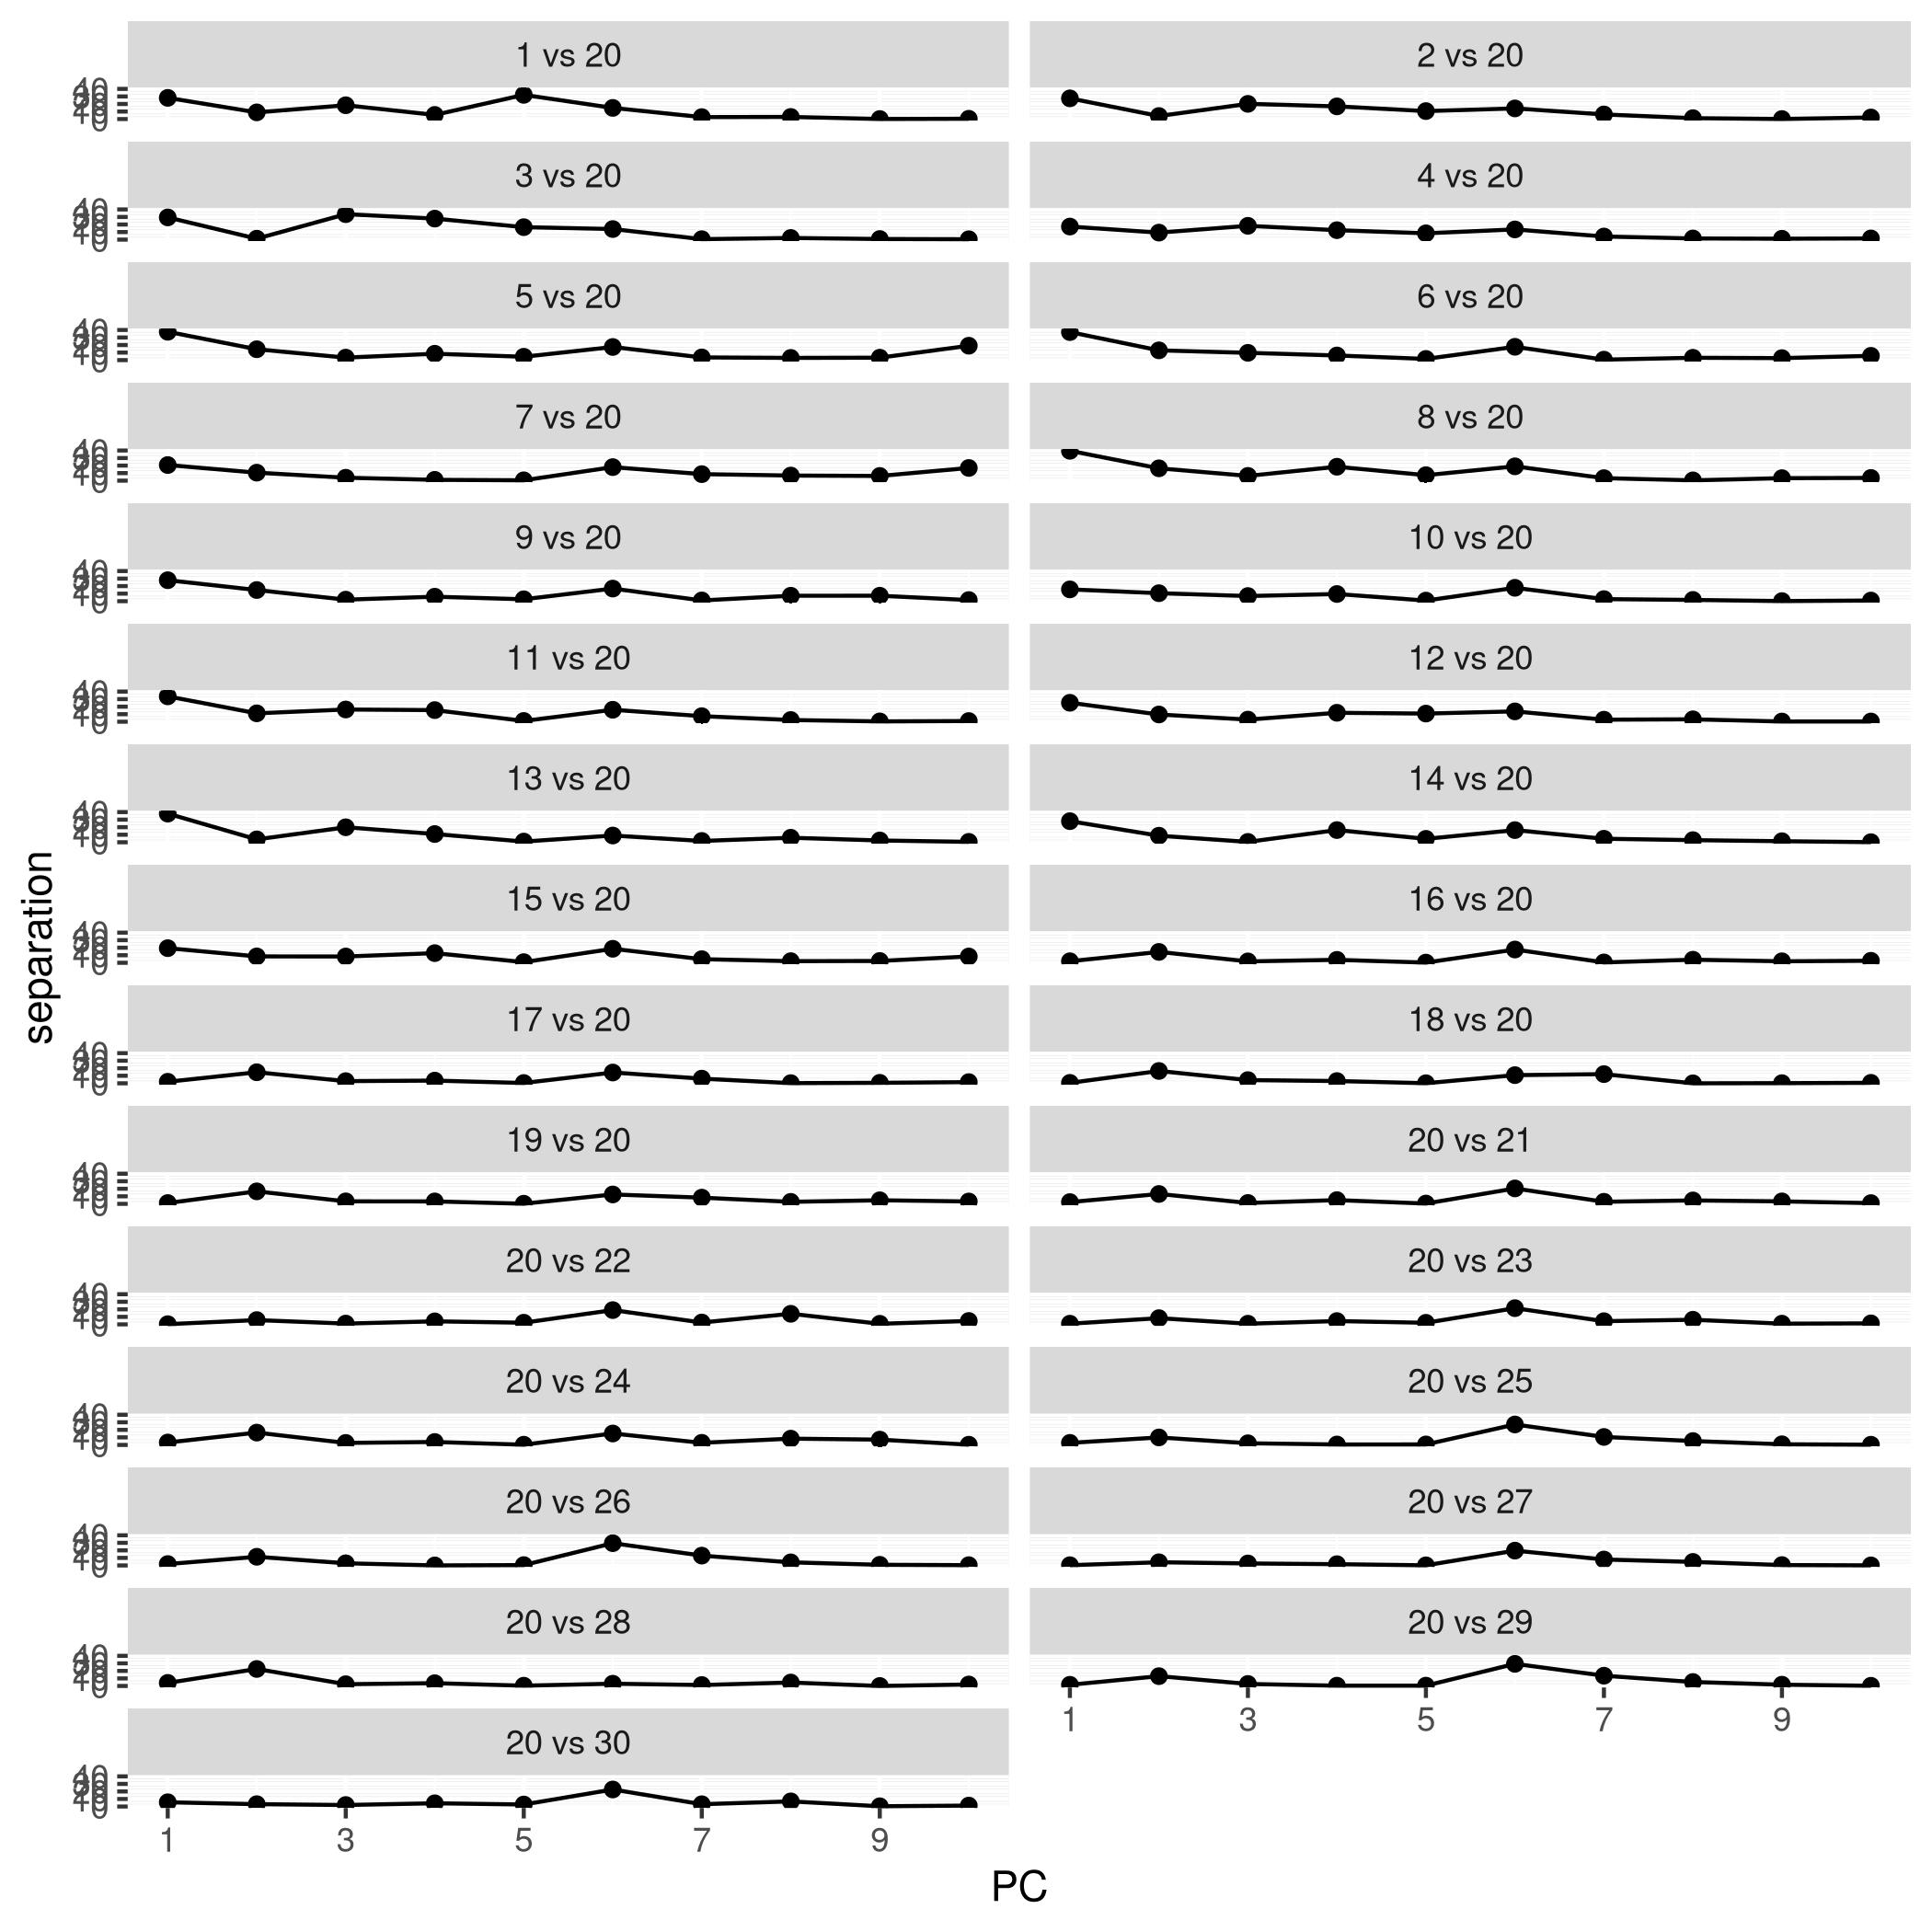 1 vs 20
2 vs 20
3 vs 20
4 vs 20
5 vs 20
6 vs 20
7 vs 20
8 vs 20
9 vs 20
10 vs 20
11 vs 20
12 vs 20
13 vs 20
14 vs 20
15 vs 20
16 vs 20
17 vs 20
18 vs 20
19 vs 20
20 vs 21
20 vs 22
20 vs 23
20 vs 24
20 vs 25
20 vs 26
20 vs 27
20 vs 28
20 vs 29
1 3 5 7 9
20 vs 30
1 3 5 7 9
PC
separation